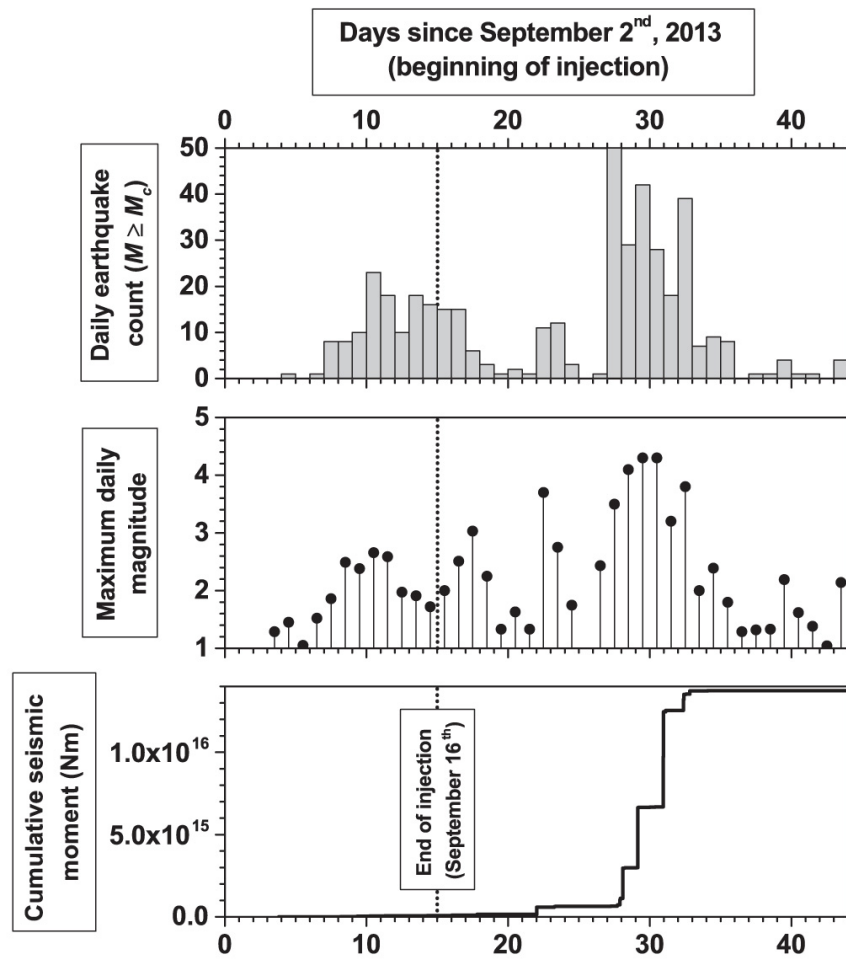 Days since September 2nd, 2013
(beginning of injection)
0 10 20 30 40
Daily earthquake
count (M ≥ Mc)
50
40
30
20
10
0
Maximum daily
magnitude
5
4
3
2
1
Cumulative seismic
moment (Nm)
1.0x10^16
5.0x10^15
0.0
End of injection
(September 16th)
0 10 20 30 40